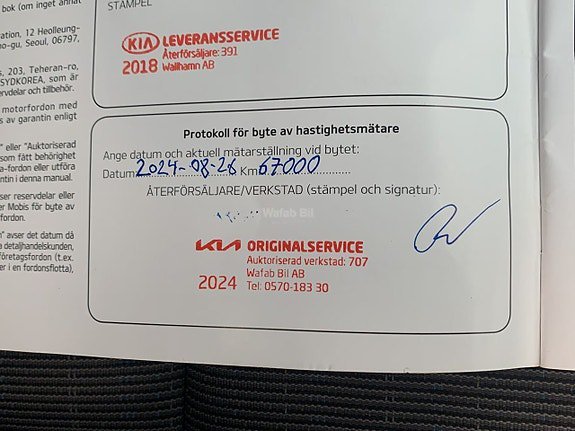 bok (om inget annat
STÄMPEL
ration, 12 Heolleung-
ho-gu, Seoul, 06797,
KIA LEVERANSSERVICE
Återförsäljare: 391
2018 Wallhamn AB
s, 203, Teheran-ro,
SYDKOREA, som är
servdelar och tillbehör.
motorfordon med
av garantin enligt
Protokoll för byte av hastighetsmätare
Ange datum och aktuell mätarställning vid bytet:
Datum 2024-08-26 Km 67000
ÅTERFÖRSÄLJARE/VERKSTAD (stämpel och signatur):
" eller "Auktoriserad
som fått behörighet
a-fordon eller utföra
ntin i denna manual.
ser reservdelar eller
Mobis för byte av
fordon.
" avser det datum då
a detaljhandelskunden,
företagsfordon (t.ex.
er i en fordonsflotta),
Wafab Bil
KIA ORIGINALSERVICE
Auktoriserad verkstad: 707
Wafab Bil AB
2024 Tel: 0570-183 30